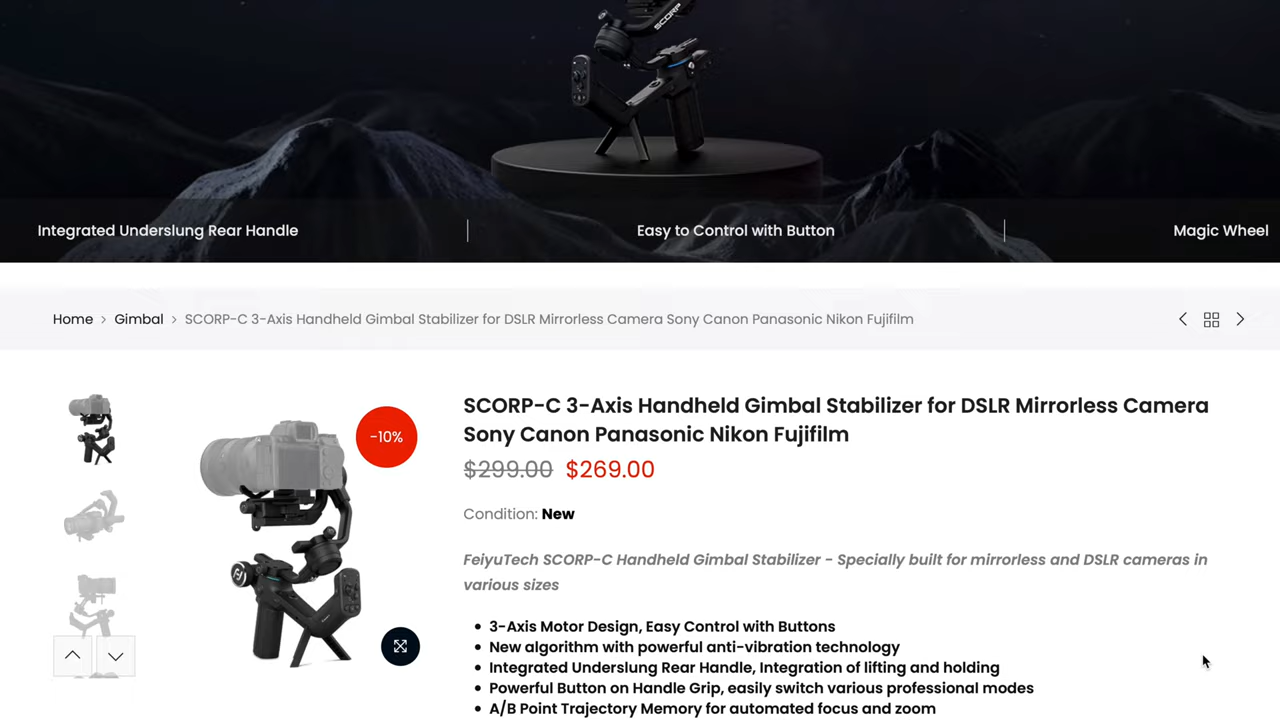 SCORP
Integrated Underslung Rear Handle
Easy to Control with Button
Magic Wheel
Home > Gimbal > SCORP-C 3-Axis Handheld Gimbal Stabilizer for DSLR Mirrorless Camera Sony Canon Panasonic Nikon Fujifilm
-10%
SCORP-C 3-Axis Handheld Gimbal Stabilizer for DSLR Mirrorless Camera
Sony Canon Panasonic Nikon Fujifilm
$299.00 $269.00
Condition: New
FeiyuTech SCORP-C Handheld Gimbal Stabilizer - Specially built for mirrorless and DSLR cameras in
various sizes
• 3-Axis Motor Design, Easy Control with Buttons
• New algorithm with powerful anti-vibration technology
• Integrated Underslung Rear Handle, Integration of lifting and holding
• Powerful Button on Handle Grip, easily switch various professional modes
• A/B Point Trajectory Memory for automated focus and zoom